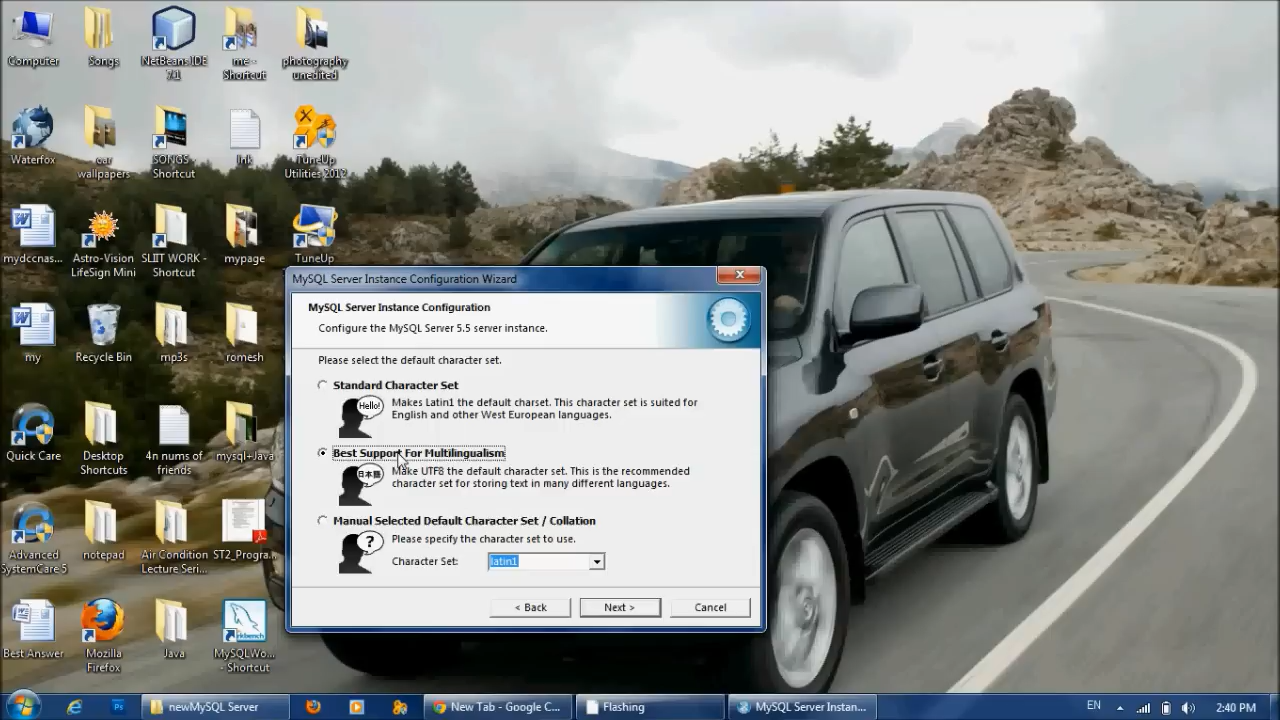 Computer
Songs
NetBeans IDE
7.1
me -
Shortcut
photography
unedited
Waterfox
car
wallpapers
SONGS
Shortcut
lnk
TuneUp
Utilities 2012
mydccnas...
Astro-Vision
LifeSign Mini
SLIIT WORK -
Shortcut
mypage
TuneUp
my
Recycle Bin
mp3s
romesh
Quick Care
Desktop
Shortcuts
4n nums of
friends
mysql+Java
Advanced
SystemCare 5
notepad
Air Condition
Lecture Seri...
ST2_Progra...
Best Answer
Mozilla
Firefox
Java
MySQLWo...
- Shortcut
rkbench
MySQL Server Instance Configuration Wizard
MySQL Server Instance Configuration
Configure the MySQL Server 5.5 server instance.
Please select the default character set.
Standard Character Set
Hello!
Makes Latin1 the default charset. This character set is suited for
English and other West European languages.
Best Support For Multilingualism
日本語
Make UTF8 the default character set. This is the recommended
character set for storing text in many different languages.
Manual Selected Default Character Set / Collation
?
Please specify the character set to use.
Character Set:
latin1
< Back
Next >
Cancel
newMySQL Server
New Tab - Google C...
Flashing
MySQL Server Instan...
EN
2:40 PM